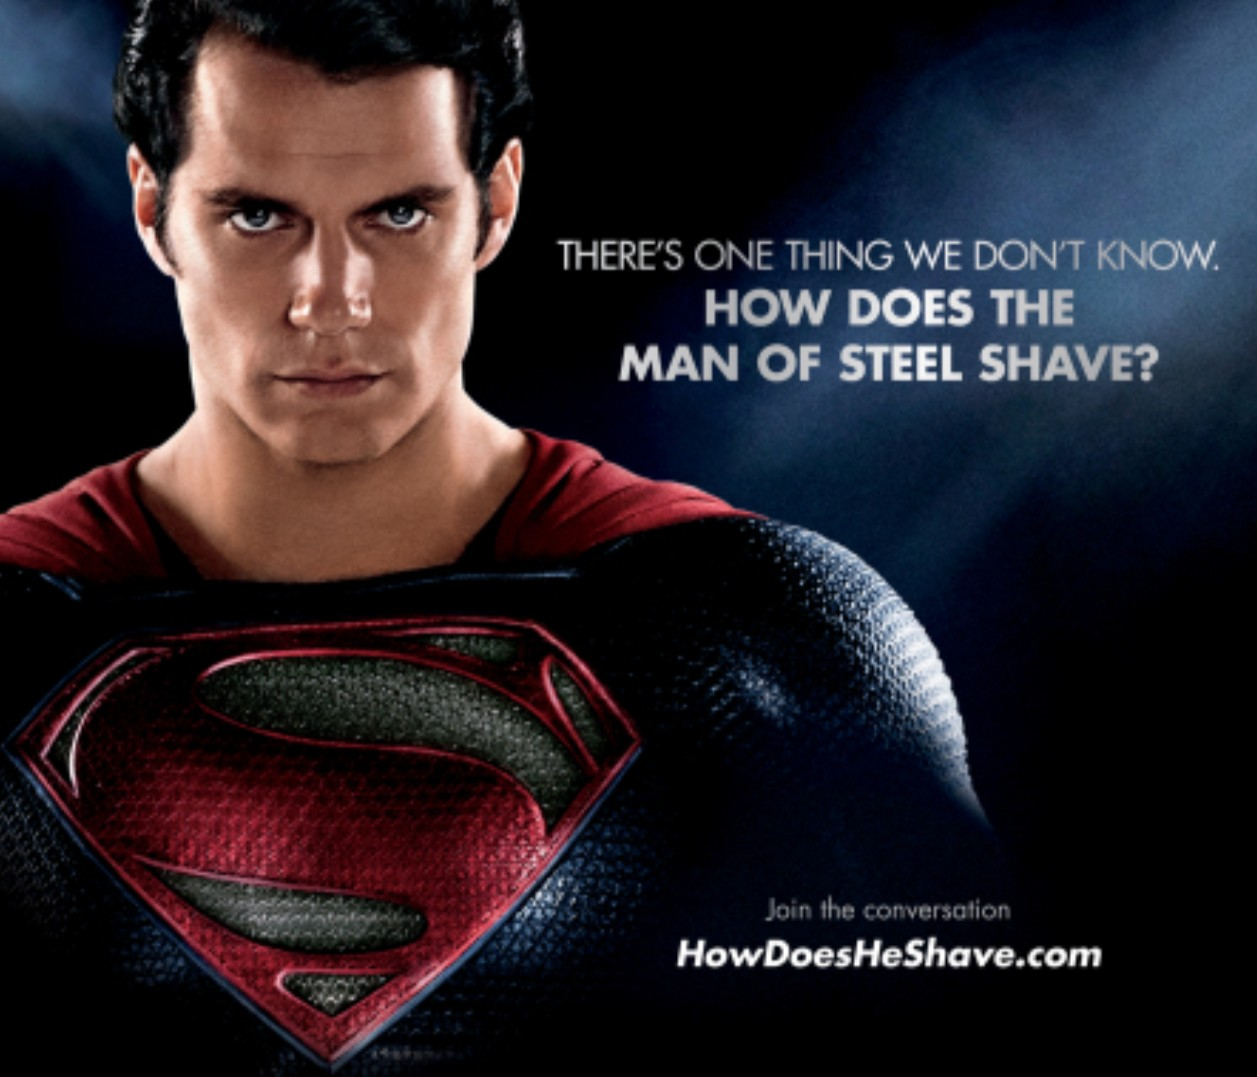 THERE'S ONE THING WE DON'T KNOW.
HOW DOES THE
MAN OF STEEL SHAVE?
Join the conversation
HowDoesHeShave.com